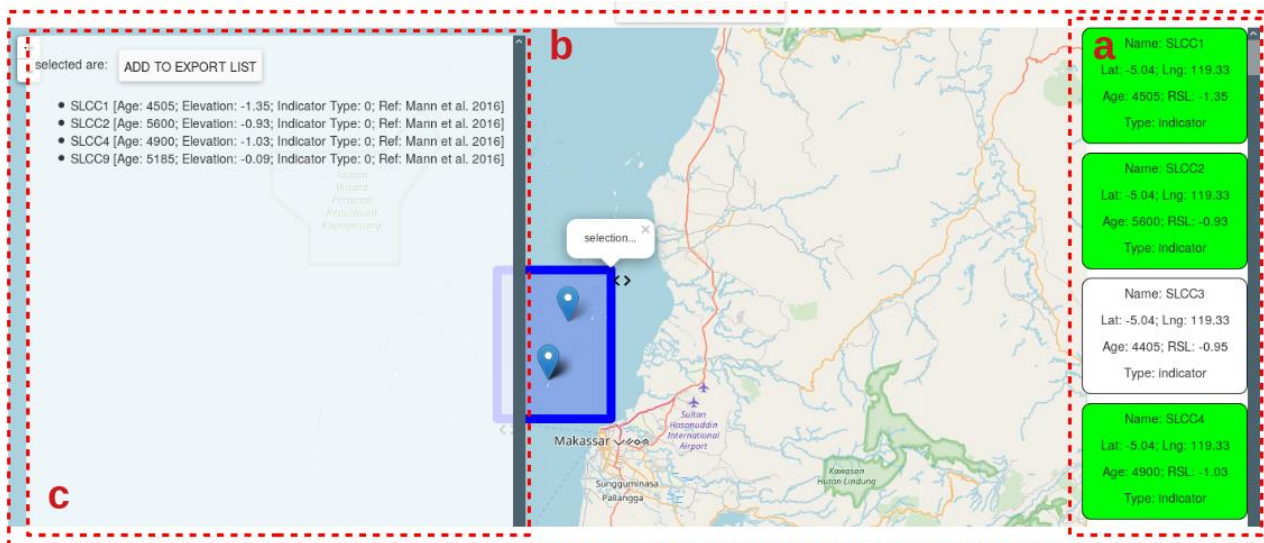 selected are:
ADD TO EXPORT LIST
SLCC1 [Age: 4505; Elevation: -1.35; Indicator Type: 0; Ref: Mann et al. 2016]
SLCC2 [Age: 5600; Elevation: -0.93; Indicator Type: 0; Ref: Mann et al. 2016]
SLCC4 [Age: 4900; Elevation: -1.03; Indicator Type: 0; Ref: Mann et al. 2016]
SLCC9 [Age: 5185; Elevation: -0.09; Indicator Type: 0; Ref: Mann et al. 2016]
Taman
Wisata
Perairan
Kepulauan
Kapoposang
c
b
selection...
Sultan
Hasanuddin
International
Airport
Makassar
Sungguminasa
Pallangga
Kawasan
Hutan Lindung
a
Name: SLCC1
Lat: -5.04; Lng: 119.33
Age: 4505; RSL: -1.35
Type: indicator
Name: SLCC2
Lat: -5.04; Lng: 119.33
Age: 5600; RSL: -0.93
Type: indicator
Name: SLCC3
Lat: -5.04; Lng: 119.33
Age: 4405; RSL: -0.95
Type: indicator
Name: SLCC4
Lat: -5.04; Lng: 119.33
Age: 4900; RSL: -1.03
Type: indicator